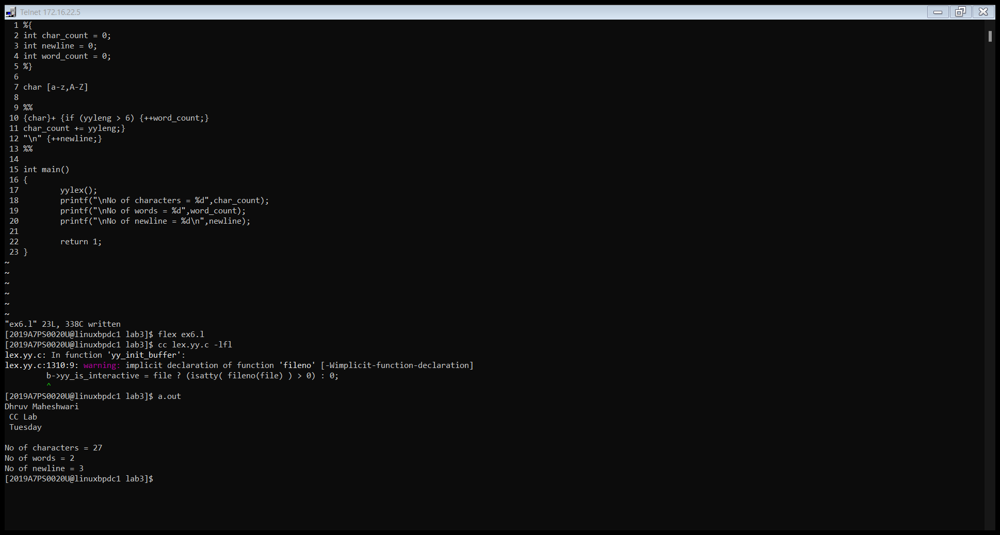 Telnet 172.16.22.5
1 %{
2 int char_count = 0;
3 int newline = 0;
4 int word_count = 0;
5 %}
6
7 char [a-z,A-Z]
8
9 %%
10 {char}+ {if (yyleng > 6) {++word_count;}
11 char_count += yyleng;}
12 "\n" {++newline;}
13 %%
14
15 int main()
16 {
17         yylex();
18         printf("\nNo of characters = %d",char_count);
19         printf("\nNo of words = %d",word_count);
20         printf("\nNo of newline = %d\n",newline);
21
22         return 1;
23 }
~
~
~
~
~
~
"ex6.l" 23L, 338C written
[2019A7PS0020U@linuxbpdc1 lab3]$ flex ex6.l
[2019A7PS0020U@linuxbpdc1 lab3]$ cc lex.yy.c -lfl
lex.yy.c: In function 'yy_init_buffer':
lex.yy.c:1310:9: warning: implicit declaration of function 'fileno' [-Wimplicit-function-declaration]
         b->yy_is_interactive = file ? (isatty( fileno(file) ) > 0) : 0;
         ^
[2019A7PS0020U@linuxbpdc1 lab3]$ a.out
Dhruv Maheshwari
 CC Lab
 Tuesday

No of characters = 27
No of words = 2
No of newline = 3
[2019A7PS0020U@linuxbpdc1 lab3]$